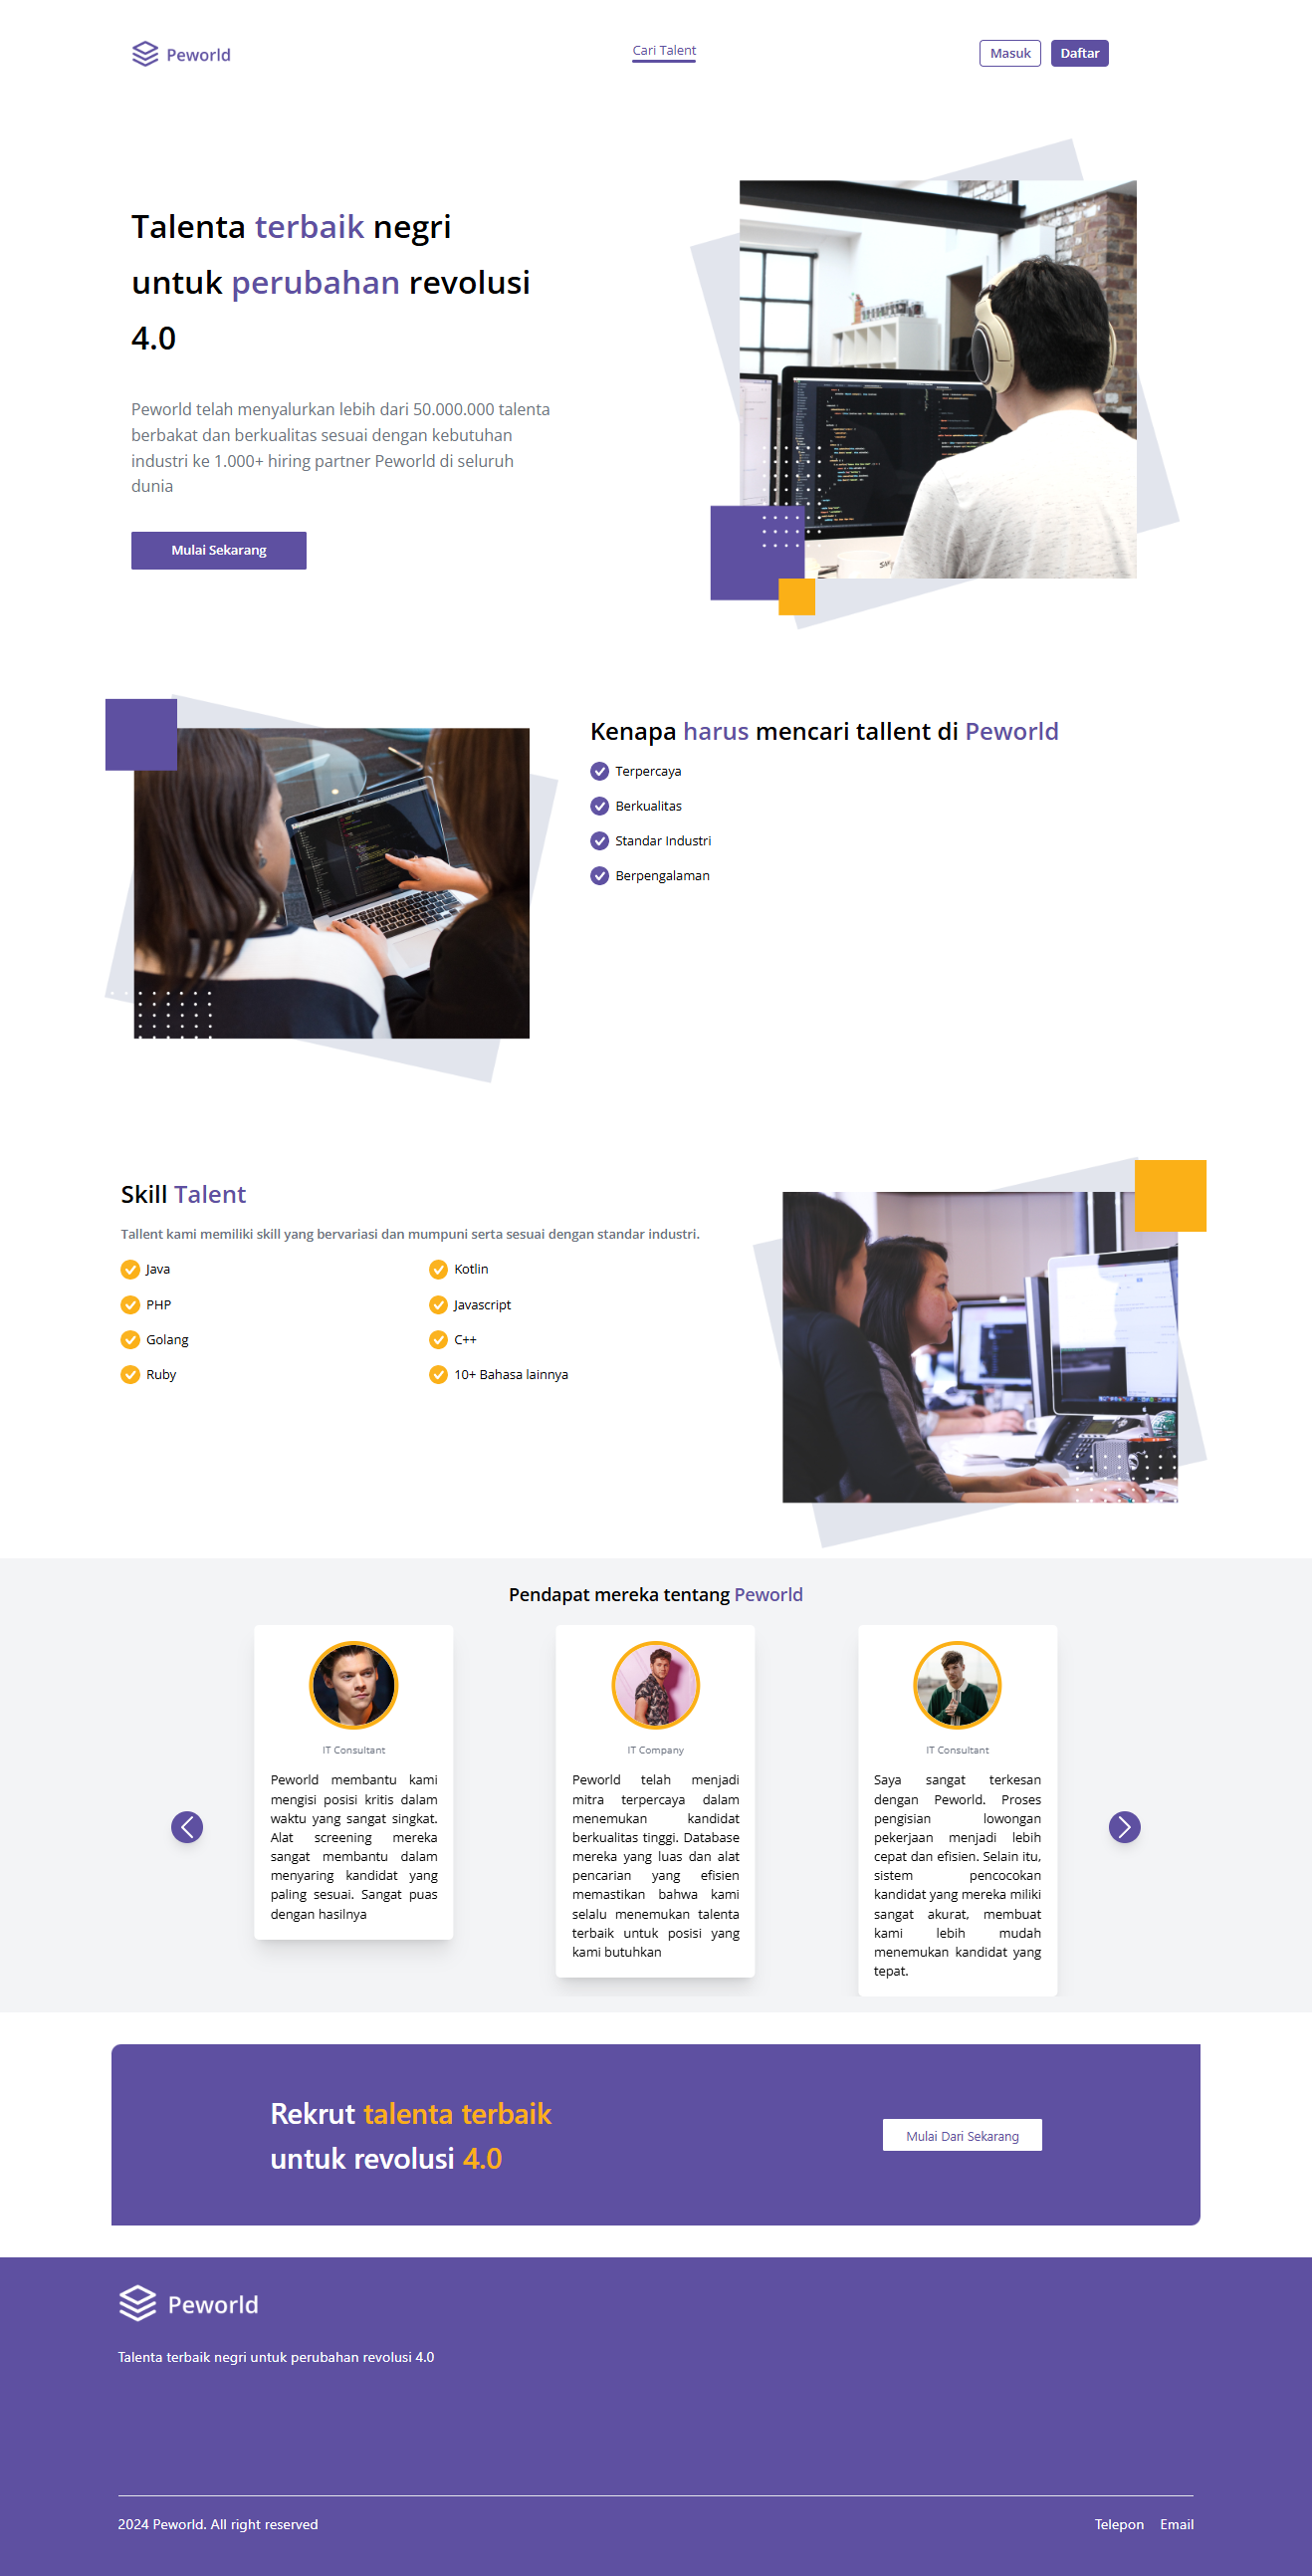 Peworld
Cari Talent
Masuk
Daftar
Talenta terbaik negri
untuk perubahan revolusi
4.0
Peworld telah menyalurkan lebih dari 50.000.000 talenta
berbakat dan berkualitas sesuai dengan kebutuhan
industri ke 1.000+ hiring partner Peworld di seluruh
dunia
Mulai Sekarang
Kenapa harus mencari tallent di Peworld
Terpercaya
Berkualitas
Standar Industri
Berpengalaman
Skill Talent
Tallent kami memiliki skill yang bervariasi dan mumpuni serta sesuai dengan standar industri.
Java
PHP
Golang
Ruby
Kotlin
Javascript
C++
10+ Bahasa lainnya
Pendapat mereka tentang Peworld
IT Consultant
Peworld membantu kami
mengisi posisi kritis dalam
waktu yang sangat singkat.
Alat screening mereka
sangat membantu dalam
menyaring kandidat yang
paling sesuai. Sangat puas
dengan hasilnya
IT Company
Peworld telah menjadi
mitra terpercaya dalam
menemukan kandidat
berkualitas tinggi. Database
mereka yang luas dan alat
pencarian yang efisien
memastikan bahwa kami
selalu menemukan talenta
terbaik untuk posisi yang
kami butuhkan
IT Consultant
Saya sangat terkesan
dengan Peworld. Proses
pengisian lowongan
pekerjaan menjadi lebih
cepat dan efisien. Selain itu,
sistem pencocokan
kandidat yang mereka miliki
sangat akurat, membuat
kami lebih mudah
menemukan kandidat yang
tepat.
Rekrut talenta terbaik
untuk revolusi 4.0
Mulai Dari Sekarang
Peworld
Talenta terbaik negri untuk perubahan revolusi 4.0
2024 Peworld. All right reserved
Telepon
Email